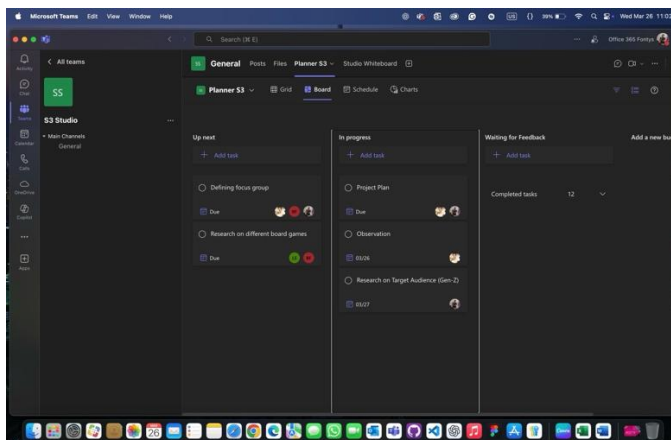 Microsoft Teams Edit View Window Help
US
39%
Wed Mar 26 11:02
Search (⌘ E)
Office 365 Fontys
Activity
Chat
Teams
Calendar
Calls
OneDrive
Copilot
Apps
All teams
SS
S3 Studio
Main Channels
General
SS General Posts Files Planner S3 Studio Whiteboard
Planner S3 Grid Board Schedule Charts
Up next
Add task
Defining focus group
Due
Research on different board games
Due
In progress
Add task
Project Plan
Due
Observation
03/26
Research on Target Audience (Gen-Z)
03/27
Waiting for Feedback
Add task
Completed tasks 12
Add a new bu
26